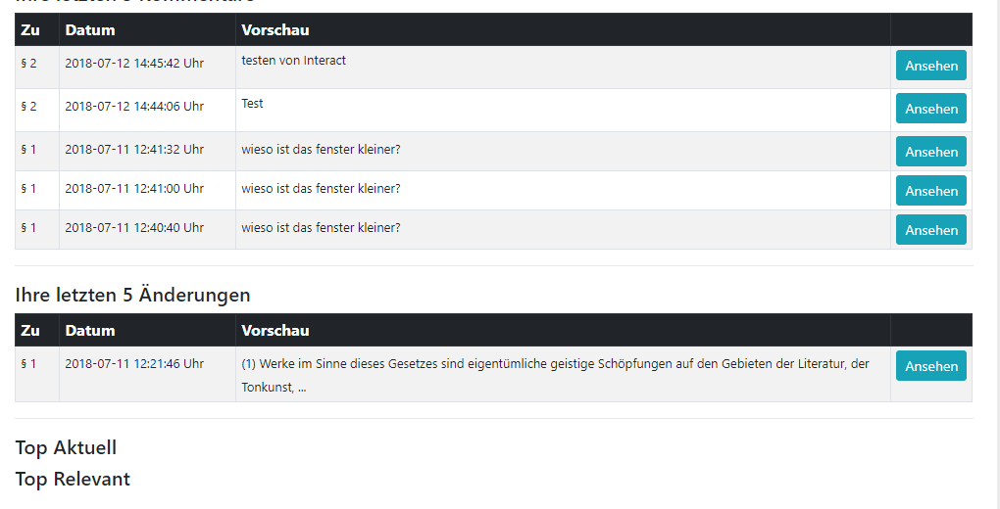 Ihre letzten 5 Kommentare
Zu Datum Vorschau
§ 2 2018-07-12 14:45:42 Uhr testen von Interact Ansehen
§ 2 2018-07-12 14:44:06 Uhr Test Ansehen
§ 1 2018-07-11 12:41:32 Uhr wieso ist das fenster kleiner? Ansehen
§ 1 2018-07-11 12:41:00 Uhr wieso ist das fenster kleiner? Ansehen
§ 1 2018-07-11 12:40:40 Uhr wieso ist das fenster kleiner? Ansehen
Ihre letzten 5 Änderungen
Zu Datum Vorschau
§ 1 2018-07-11 12:21:46 Uhr (1) Werke im Sinne dieses Gesetzes sind eigentümliche geistige Schöpfungen auf den Gebieten der Literatur, der Ansehen
Tonkunst, ...
Top Aktuell
Top Relevant